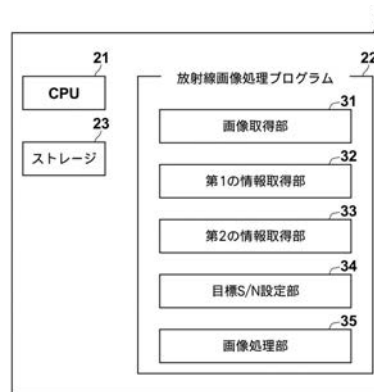 21
CPU
23
ストレージ
22
放射線画像処理プログラム
31
画像取得部
32
第1の情報取得部
33
第2の情報取得部
34
目標S/N設定部
35
画像処理部